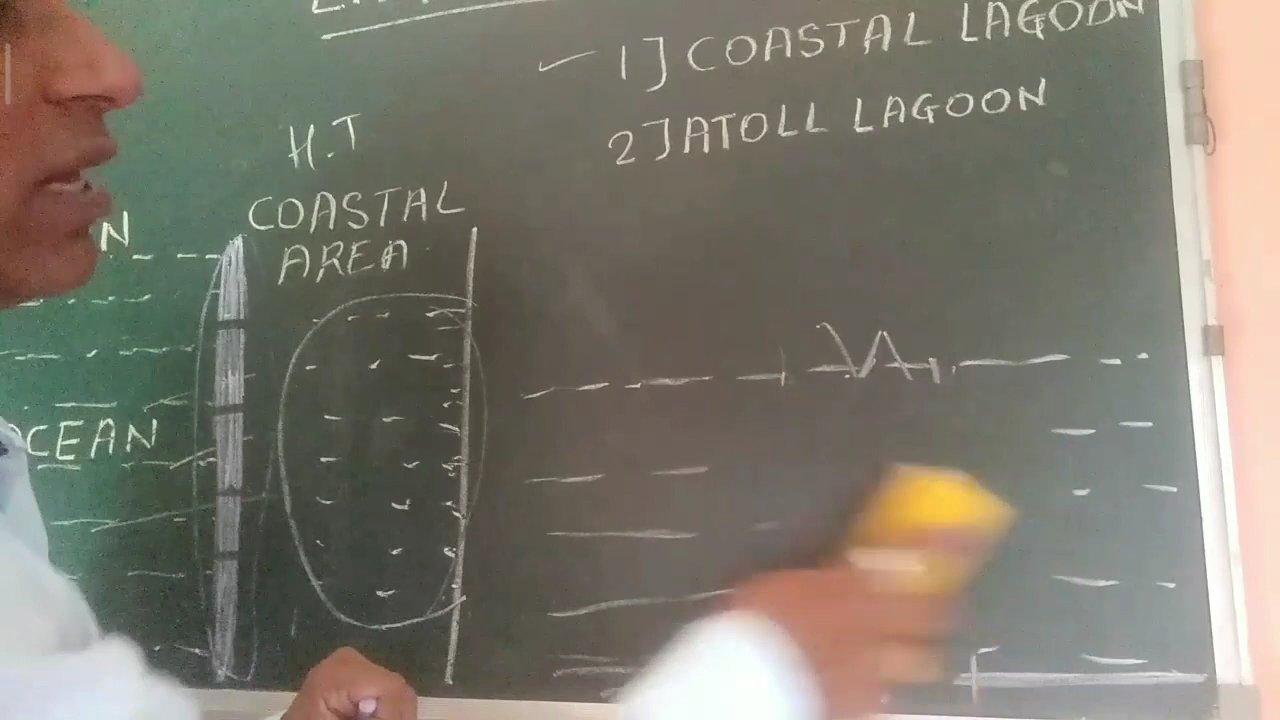 1] COASTAL LAGOON
2] ATOLL LAGOON
H.T
COASTAL
AREA
OCEAN